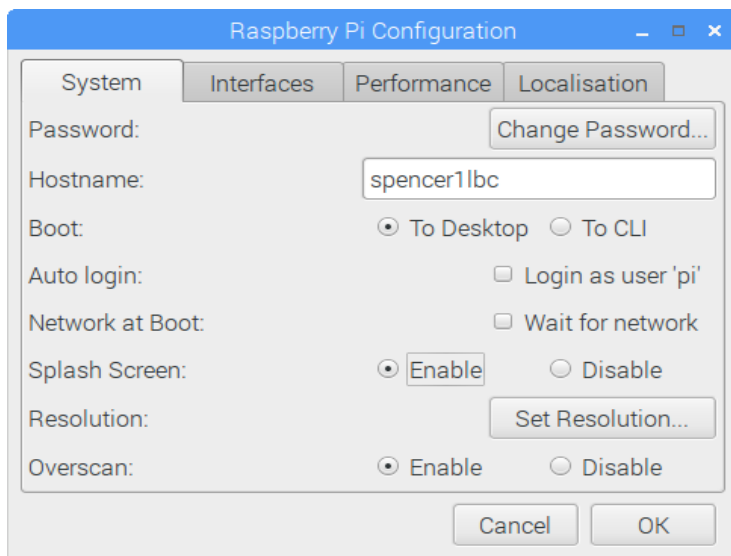 Raspberry Pi Configuration
System Interfaces Performance Localisation
Password: Change Password...
Hostname: spencer1lbc
Boot: To Desktop To CLI
Auto login: Login as user 'pi'
Network at Boot: Wait for network
Splash Screen: Enable Disable
Resolution: Set Resolution...
Overscan: Enable Disable
Cancel OK